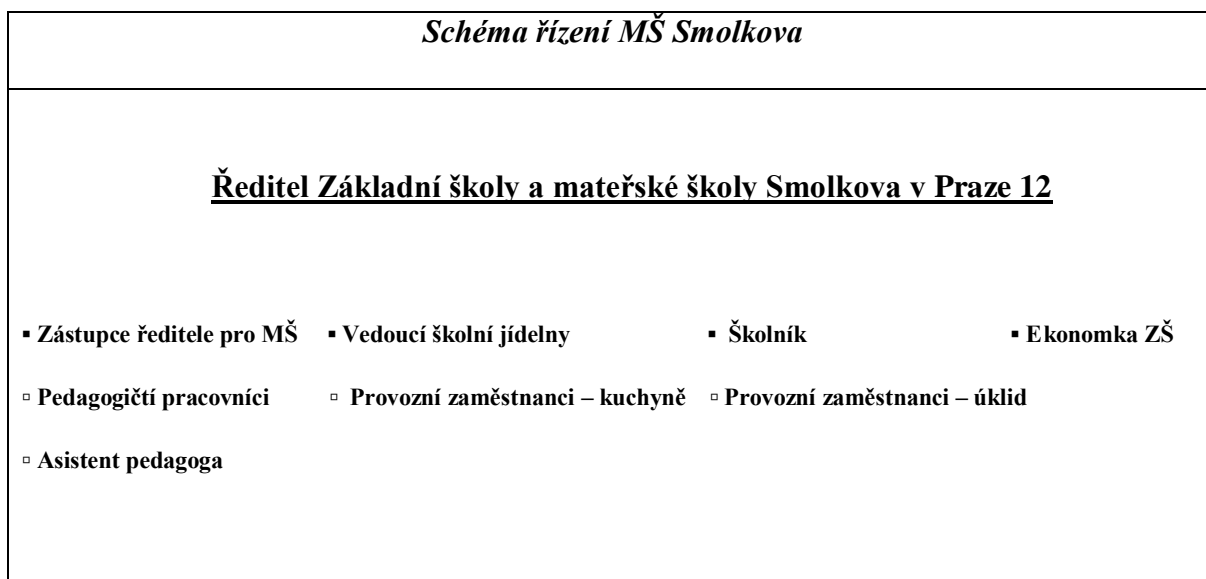 Schéma řízení MŠ Smolkova
Ředitel Základní školy a mateřské školy Smolkova v Praze 12
▪ Zástupce ředitele pro MŠ ▪ Vedoucí školní jídelny ▪ Školník ▪ Ekonomka ZŠ
▫ Pedagogičtí pracovníci ▫ Provozní zaměstnanci – kuchyně ▫ Provozní zaměstnanci – úklid
▫ Asistent pedagoga